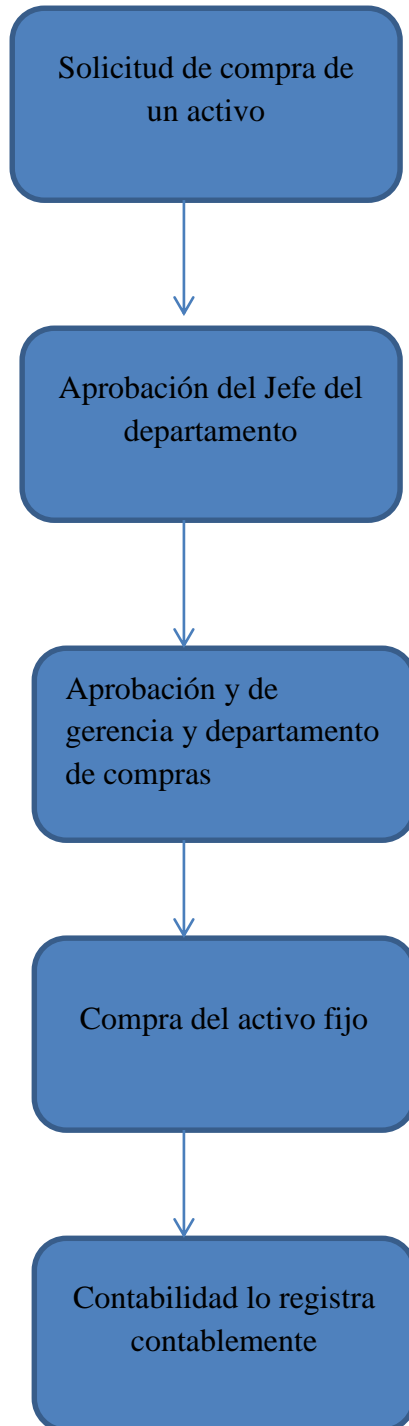 Solicitud de compra de
un activo
Aprobación del Jefe del
departamento
Aprobación y de
gerencia y departamento
de compras
Compra del activo fijo
Contabilidad lo registra
contablemente